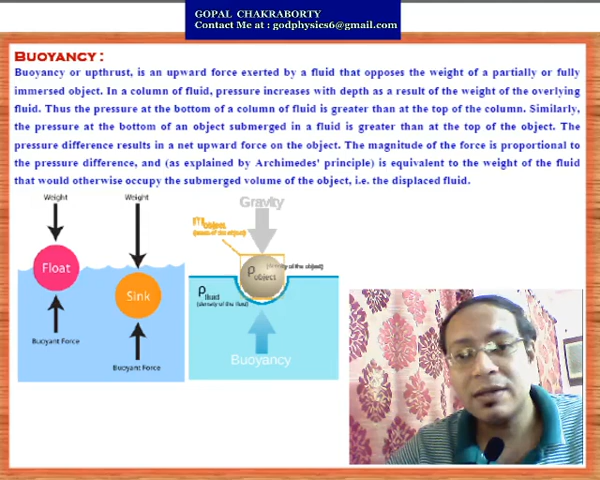 GOPAL CHAKRABORTY
Contact Me at : godphysics6@gmail.com
BUOYANCY :
Buoyancy or upthrust, is an upward force exerted by a fluid that opposes the weight of a partially or fully
immersed object. In a column of fluid, pressure increases with depth as a result of the weight of the overlying
fluid. Thus the pressure at the bottom of a column of fluid is greater than at the top of the column. Similarly,
the pressure at the bottom of an object submerged in a fluid is greater than at the top of the object. The
pressure difference results in a net upward force on the object. The magnitude of the force is proportional to
the pressure difference, and (as explained by Archimedes' principle) is equivalent to the weight of the fluid
that would otherwise occupy the submerged volume of the object, i.e. the displaced fluid.
Weight
Weight
Float
Sink
Buoyant Force
Buoyant Force
Gravity
m object
(mass of the object)
ρ object
(density of the object)
ρ fluid
(density of the fluid)
Buoyancy